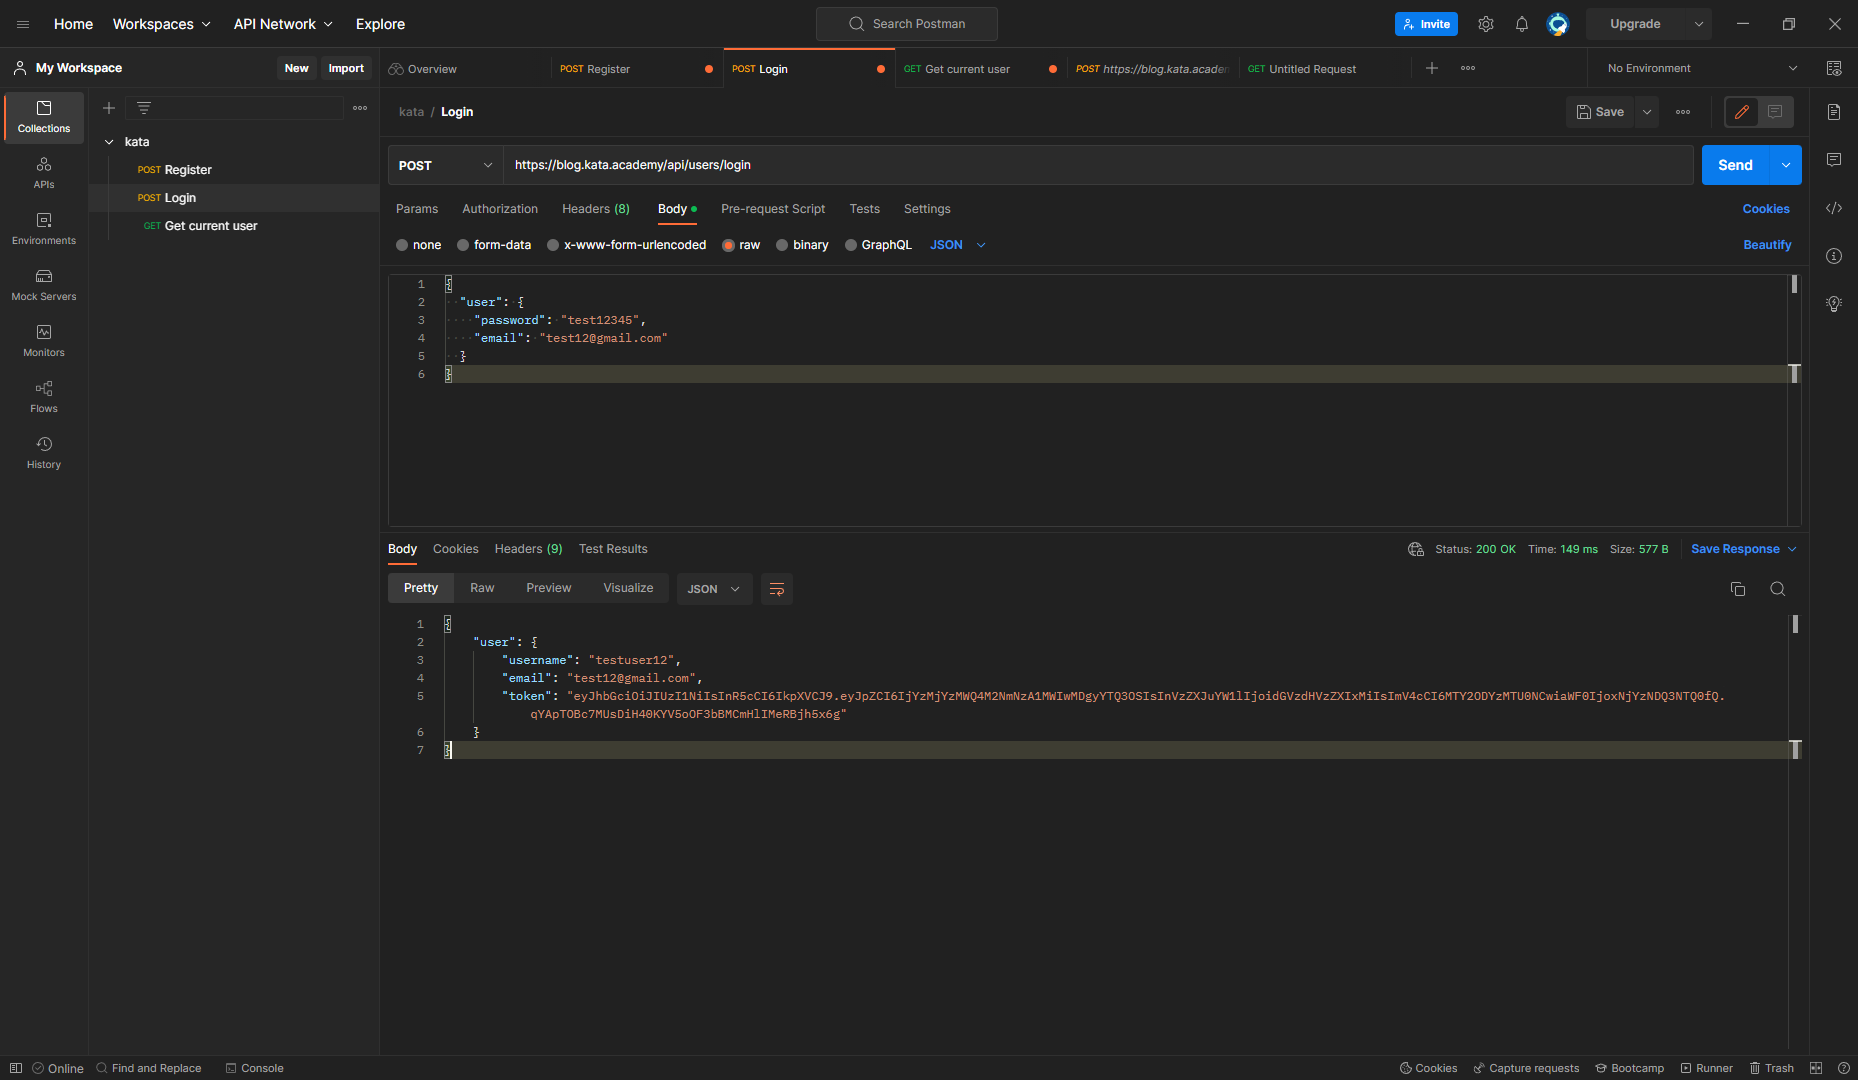 Home Workspaces API Network Explore Search Postman Invite Upgrade
My Workspace New Import Overview POST Register POST Login GET Get current user POST https://blog.kata.academ GET Untitled Request No Environment
kata / Login Save
Collections
APIs
Environments
Mock Servers
Monitors
Flows
History
kata
POST Register
POST Login
GET Get current user
POST https://blog.kata.academy/api/users/login Send
Params Authorization Headers (8) Body Pre-request Script Tests Settings Cookies
none form-data x-www-form-urlencoded raw binary GraphQL JSON Beautify
1 {
2 "user": {
3 "password": "test12345",
4 "email": "test12@gmail.com"
5 }
6 }
Body Cookies Headers (9) Test Results Status: 200 OK Time: 149 ms Size: 577 B Save Response
Pretty Raw Preview Visualize JSON
1 {
2 "user": {
3 "username": "testuser12",
4 "email": "test12@gmail.com",
5 "token": "eyJhbGciOiJIUzI1NiIsInR5cCI6IkpXVCJ9.eyJpZCI6IjYzMjYzMWQ4M2NmNzA1MWIwMDgyYTQ3OSIsInVzZXJuYW1lIjoidGVzdHVzZXIxMiIsImV4cCI6MTY2ODYzMTU0NCwiaWF0IjoxNjYzNDQ3NTQ0fQ.
qYApTOBc7MUsDiH40KYV5oOF3bBMCmHlIMeRBjh5x6g"
6 }
7 }
Online Find and Replace Console Cookies Capture requests Bootcamp Runner Trash